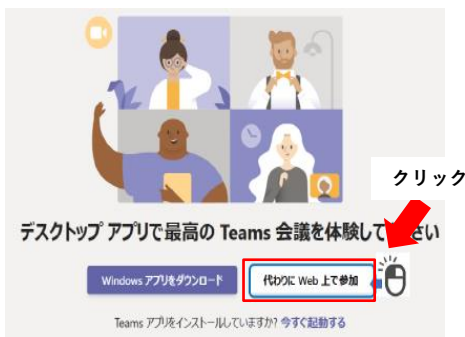 クリック
デスクトップ アプリで最高の Teams 会議を体験して さい
Windows アプリをダウンロード
代わりに Web 上で参加
Teams アプリをインストールしていますか? 今すぐ起動する